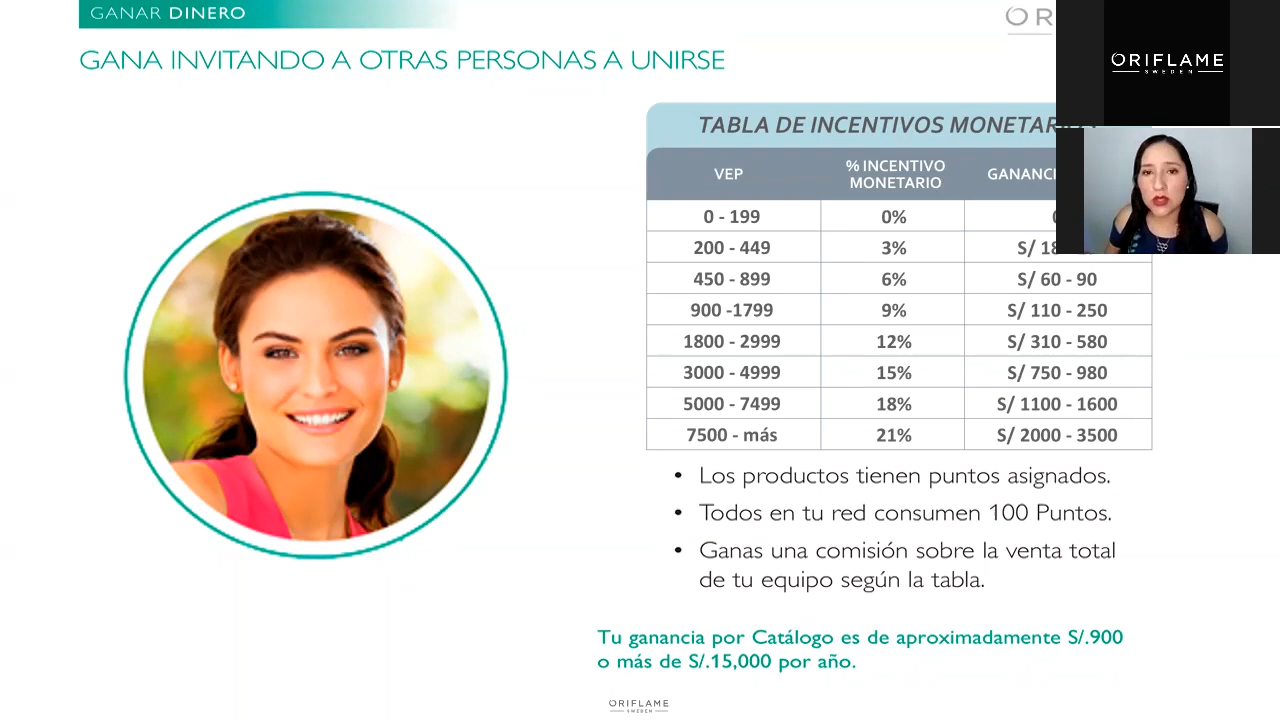 GANAR DINERO
GANA INVITANDO A OTRAS PERSONAS A UNIRSE
ORIFLAME
SWEDEN
TABLA DE INCENTIVOS
VEP % INCENTIVO MONETARIO
0 - 199 0%
200 - 449 3% S/ 18
450 - 899 6% S/ 60 - 90
900 -1799 9% S/ 110 - 250
1800 - 2999 12% S/ 310 - 580
3000 - 4999 15% S/ 750 - 980
5000 - 7499 18% S/ 1100 - 1600
7500 - más 21% S/ 2000 - 3500
• Los productos tienen puntos asignados.
• Todos en tu red consumen 100 Puntos.
• Ganas una comisión sobre la venta total
de tu equipo según la tabla.
Tu ganancia por Catálogo es de aproximadamente S/.900
o más de S/.15,000 por año.
ORIFLAME
SWEDEN